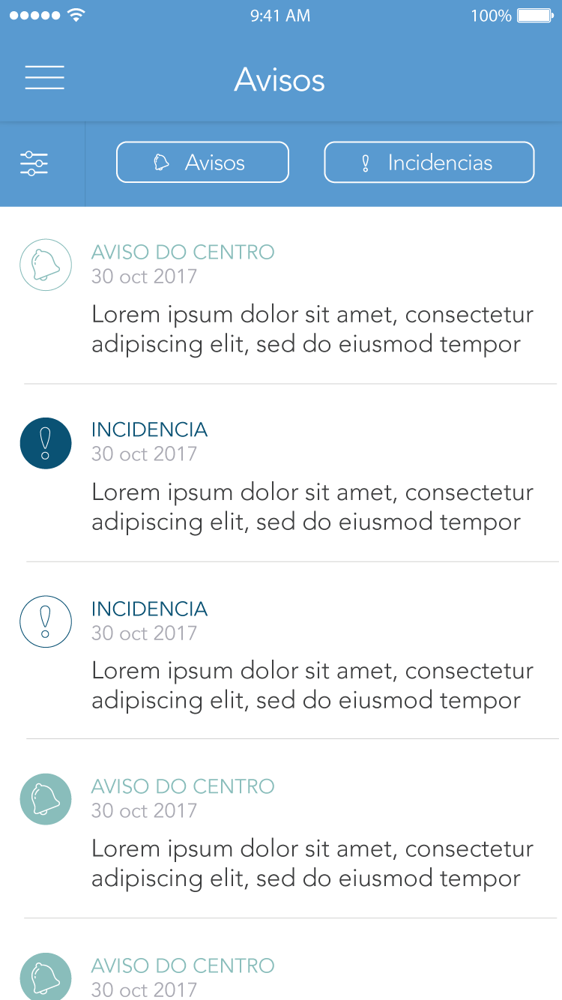 9:41 AM 100%
Avisos
Avisos Incidencias
AVISO DO CENTRO
30 oct 2017
Lorem ipsum dolor sit amet, consectetur
adipiscing elit, sed do eiusmod tempor
INCIDENCIA
30 oct 2017
Lorem ipsum dolor sit amet, consectetur
adipiscing elit, sed do eiusmod tempor
INCIDENCIA
30 oct 2017
Lorem ipsum dolor sit amet, consectetur
adipiscing elit, sed do eiusmod tempor
AVISO DO CENTRO
30 oct 2017
Lorem ipsum dolor sit amet, consectetur
adipiscing elit, sed do eiusmod tempor
AVISO DO CENTRO
30 oct 2017